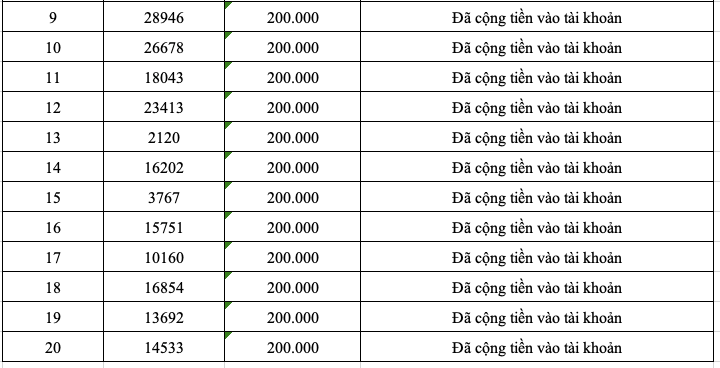 9 28946 200.000 Đã cộng tiền vào tài khoản
10 26678 200.000 Đã cộng tiền vào tài khoản
11 18043 200.000 Đã cộng tiền vào tài khoản
12 23413 200.000 Đã cộng tiền vào tài khoản
13 2120 200.000 Đã cộng tiền vào tài khoản
14 16202 200.000 Đã cộng tiền vào tài khoản
15 3767 200.000 Đã cộng tiền vào tài khoản
16 15751 200.000 Đã cộng tiền vào tài khoản
17 10160 200.000 Đã cộng tiền vào tài khoản
18 16854 200.000 Đã cộng tiền vào tài khoản
19 13692 200.000 Đã cộng tiền vào tài khoản
20 14533 200.000 Đã cộng tiền vào tài khoản